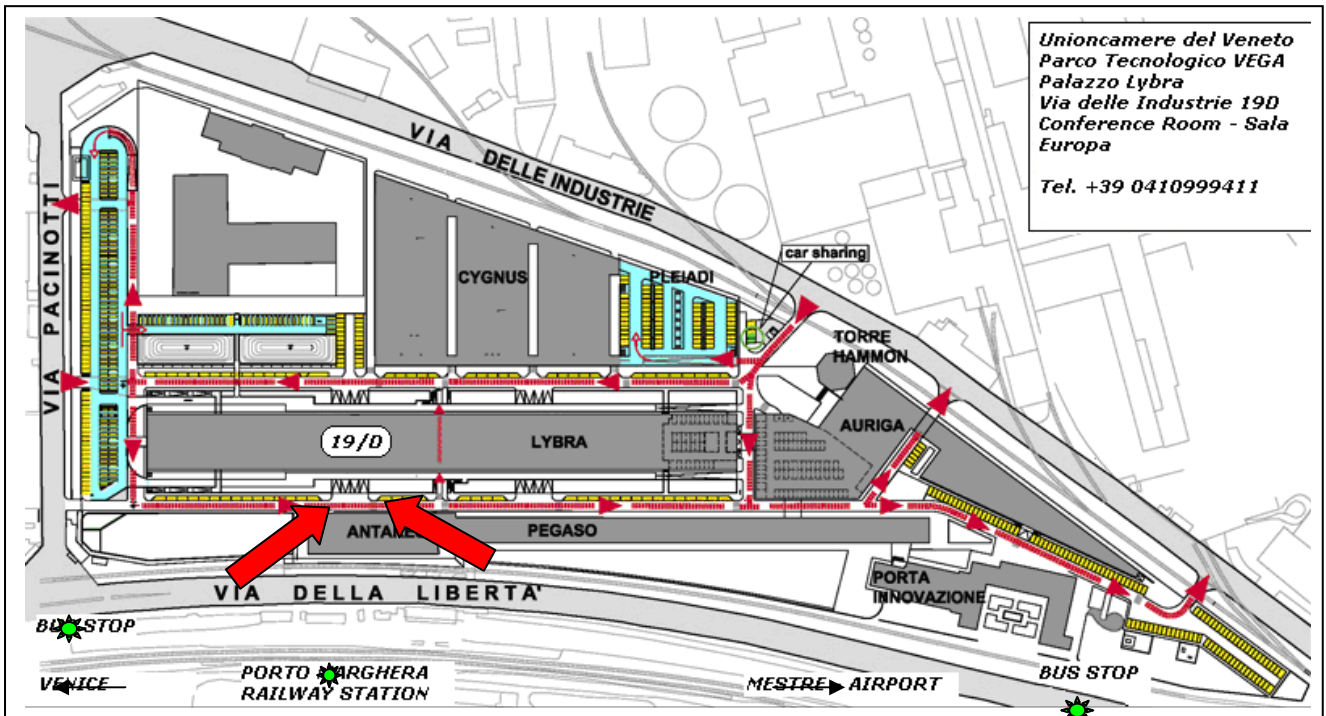 Unioncamere del Veneto
Parco Tecnologico VEGA
Palazzo Lybra
Via delle Industrie 19D
Conference Room - Sala
Europa
Tel. +39 0410999411
VIA DELLE INDUSTRIE
VIA PACINOTTI
car sharing
CYGNUS
PLEIADI
TORRE
HAMMON
AURIGA
19/D
LYBRA
ANTARES
PEGASO
PORTA
INNOVAZIONE
VIA DELLA LIBERTA'
BUS STOP
VENICE
PORTO MARGHERA
RAILWAY STATION
MESTRE AIRPORT
BUS STOP